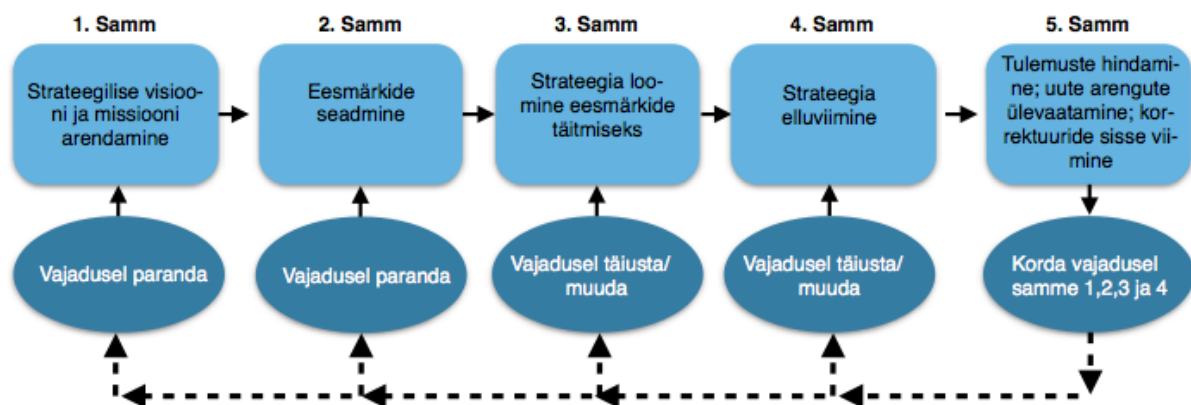 1. Samm
2. Samm
3. Samm
4. Samm
5. Samm
Strateegilise visioo-
ni ja missiooni
arendamine
Eesmärkide
seadmine
Strateegia loo-
mine eesmärkide
täitmiseks
Strateegia
elluviimine
Tulemuste hindami-
ne; uute arengute
ülevaatamine; kor-
rektuuride sisse vii-
mine
Vajadusel paranda
Vajadusel paranda
Vajadusel täiusta/
muuda
Vajadusel täiusta/
muuda
Korda vajadusel
samme 1,2,3 ja 4